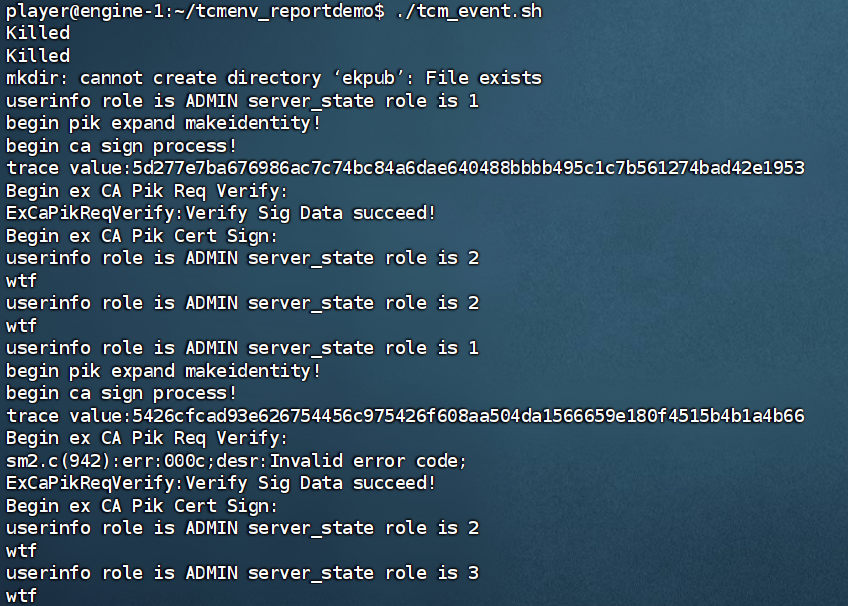 player@engine-1:~/tcmenv_reportdemo$ ./tcm_event.sh
Killed
Killed
mkdir: cannot create directory ‘ekpub’: File exists
userinfo role is ADMIN server_state role is 1
begin pik expand makeidentity!
begin ca sign process!
trace value:5d277e7ba676986ac7c74bc84a6dae640488bbbb495c1c7b561274bad42e1953
Begin ex CA Pik Req Verify:
ExCaPikReqVerify:Verify Sig Data succeed!
Begin ex CA Pik Cert Sign:
userinfo role is ADMIN server_state role is 2
wtf
userinfo role is ADMIN server_state role is 2
wtf
userinfo role is ADMIN server_state role is 1
begin pik expand makeidentity!
begin ca sign process!
trace value:5426cfcad93e626754456c975426f608aa504da1566659e180f4515b4b1a4b66
Begin ex CA Pik Req Verify:
sm2.c(942):err:000c;desr:Invalid error code;
ExCaPikReqVerify:Verify Sig Data succeed!
Begin ex CA Pik Cert Sign:
userinfo role is ADMIN server_state role is 2
wtf
userinfo role is ADMIN server_state role is 3
wtf